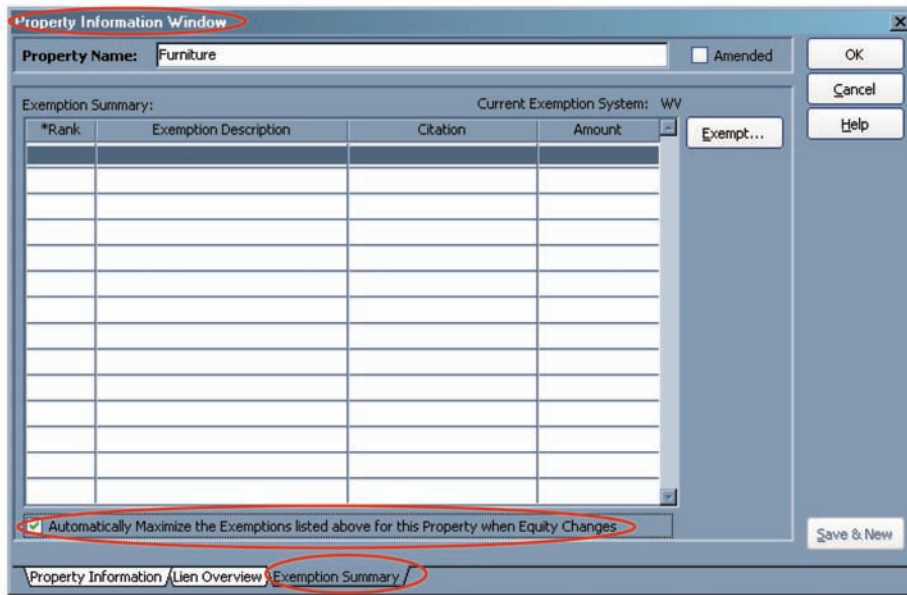 Property Information Window
Property Name: Furniture Amended OK
Cancel
Exemption Summary: Current Exemption System: WV
Help
*Rank Exemption Description Citation Amount Exempt...
Automatically Maximize the Exemptions listed above for this Property when Equity Changes
Save & New
Property Information Lien Overview Exemption Summary